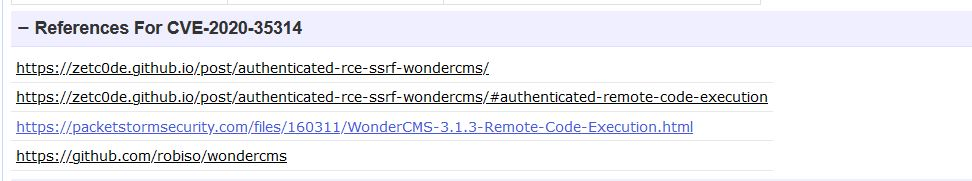 − References For CVE-2020-35314
https://zetc0de.github.io/post/authenticated-rce-ssrf-wondercms/
https://zetc0de.github.io/post/authenticated-rce-ssrf-wondercms/#authenticated-remote-code-execution
https://packetstormsecurity.com/files/160311/WonderCMS-3.1.3-Remote-Code-Execution.html
https://github.com/robiso/wondercms